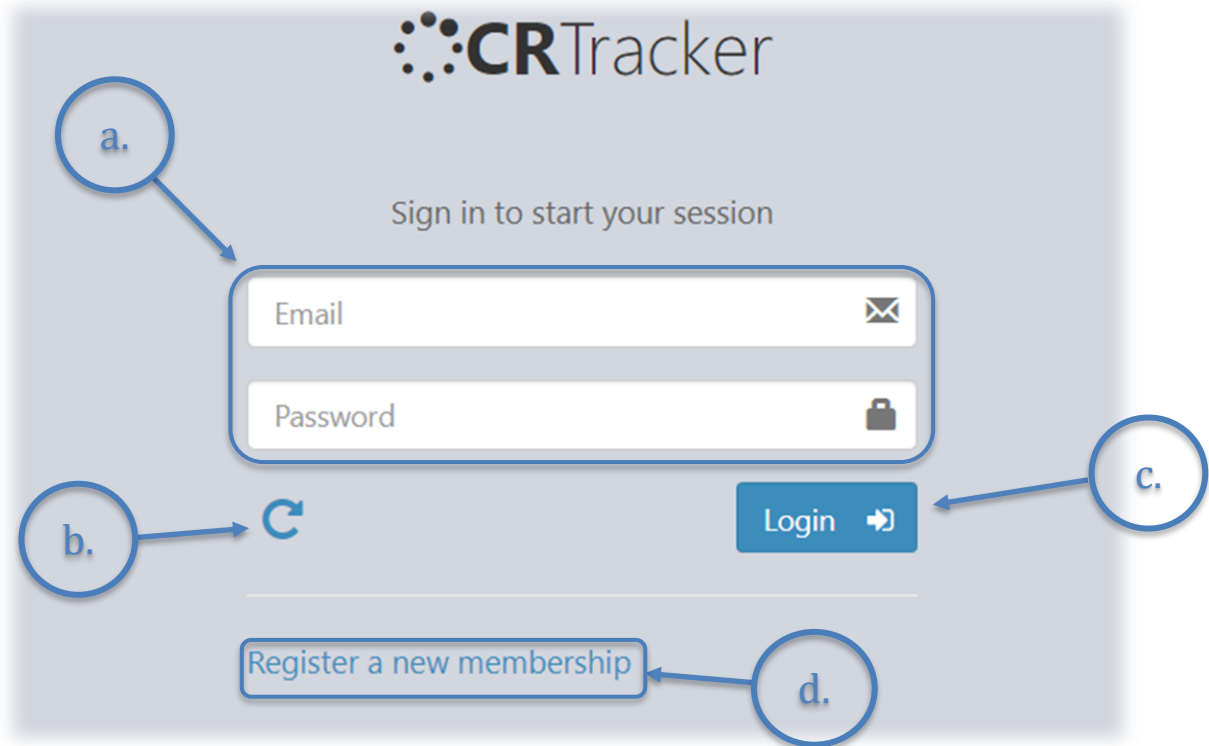 CRTracker
a.
Sign in to start your session
Email
Password
c.
b.
Login
Register a new membership
d.